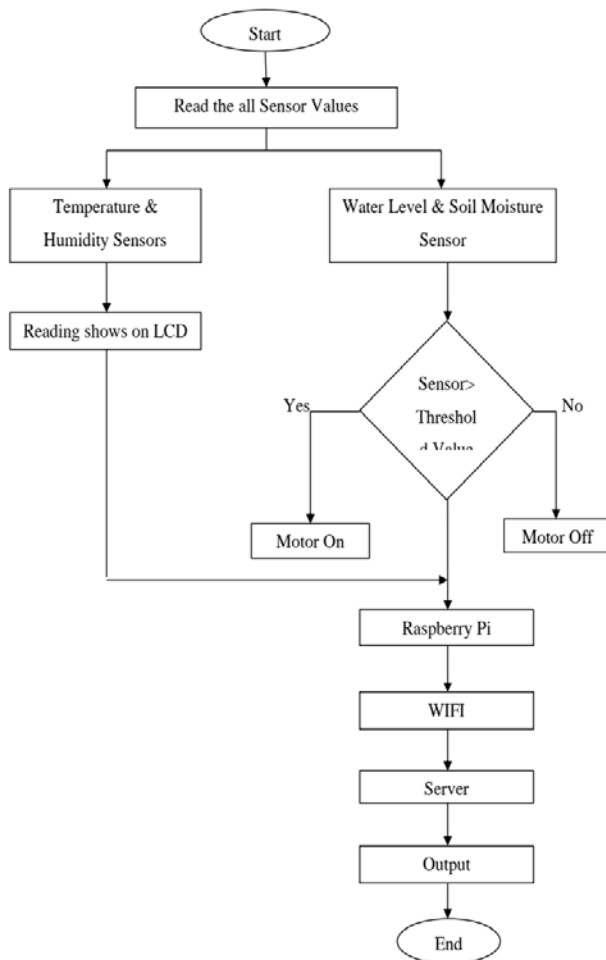 Start
Read the all Sensor Values
Temperature &
Humidity Sensors
Water Level & Soil Moisture
Sensor
Reading shows on LCD
Sensor>
Threshol
d Value
Yes
No
Motor On
Motor Off
Raspberry Pi
WIFI
Server
Output
End